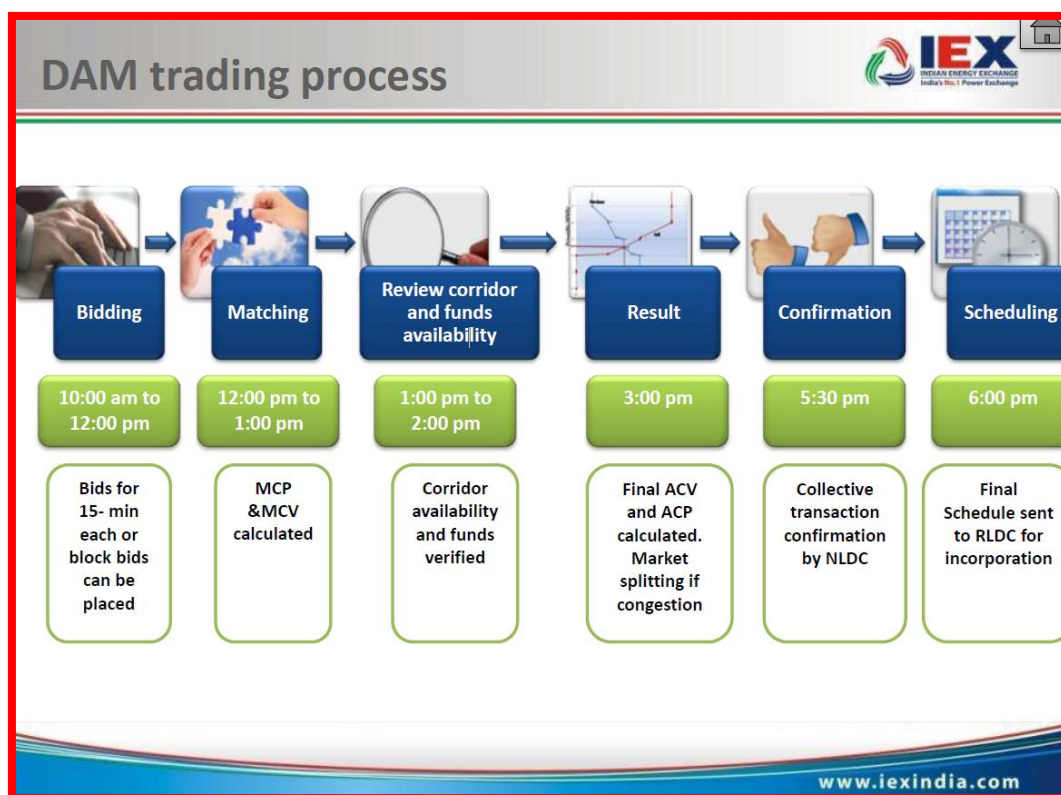 DAM trading process
IEX
INDIAN ENERGY EXCHANGE
India's No.1 Power Exchange
Bidding
Matching
Review corridor
and funds
availability
Result
Confirmation
Scheduling
10:00 am to
12:00 pm
12:00 pm to
1:00 pm
1:00 pm to
2:00 pm
3:00 pm
5:30 pm
6:00 pm
Bids for
15- min
each or
block bids
can be
placed
MCP
&MCV
calculated
Corridor
availability
and funds
verified
Final ACV
and ACP
calculated.
Market
splitting if
congestion
Collective
transaction
confirmation
by NLDC
Final
Schedule sent
to RLDC for
incorporation
www.iexindia.com